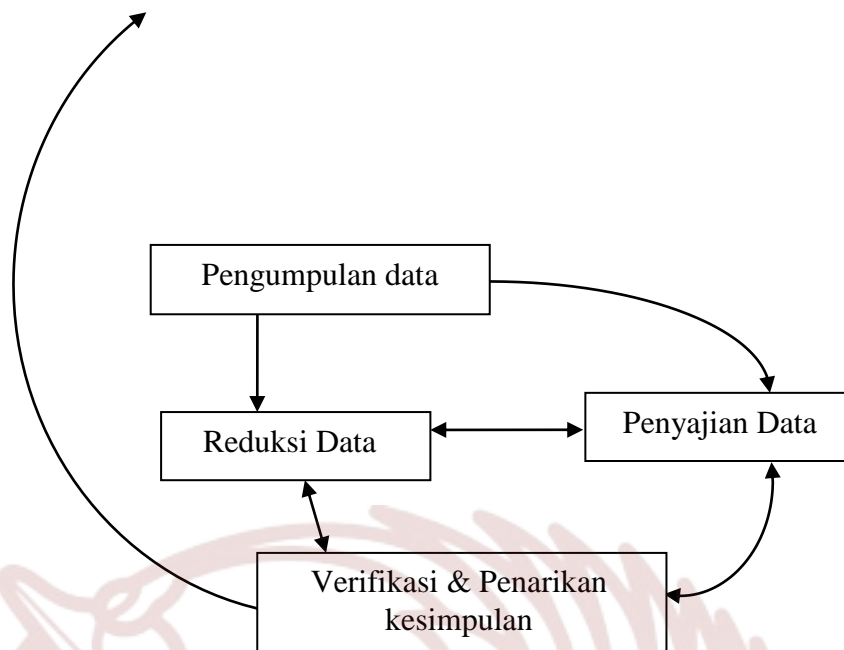 Pengumpulan data
Penyajian Data
Reduksi Data
Verifikasi & Penarikan
kesimpulan